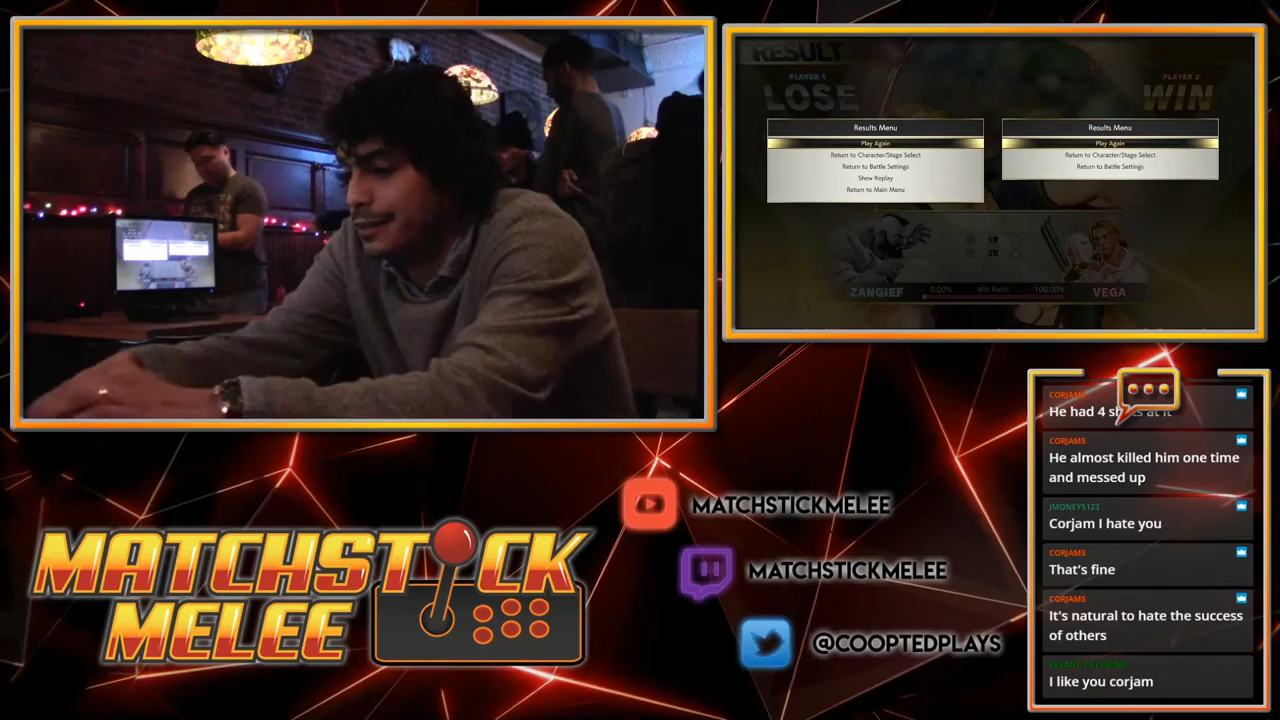 RESULT
PLAYER 1
LOSE
PLAYER 2
WIN
Results Menu
Play Again
Return to Character/Stage Select
Return to Battle Settings
Show Replay
Return to Main Menu
Results Menu
Play Again
Return to Character/Stage Select
Return to Battle Settings
1R
2R
ZANGIEF
0.00%
Win Ratio
100.00%
VEGA
CORJAMS
He had 4 at it
CORJAMS
He almost killed him one time
and messed up
JMONEY5123
Corjam I hate you
CORJAMS
That's fine
CORJAMS
It's natural to hate the success
of others
I like you corjam
MATCHSTICK
MELEE
MATCHSTICKMELEE
MATCHSTICKMELEE
@COOPTEDPLAYS